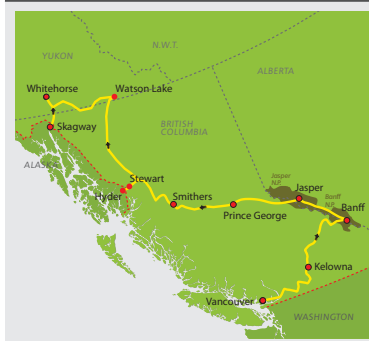 N.W.T.
YUKON
ALBERTA
Whitehorse
Watson Lake
Skagway
BRITISH
COLUMBIA
ALASKA
Stewart
Hyder
Smithers
Prince George
Jasper
N.P.
Jasper
Banff
N.P.
Banff
Kelowna
Vancouver
WASHINGTON